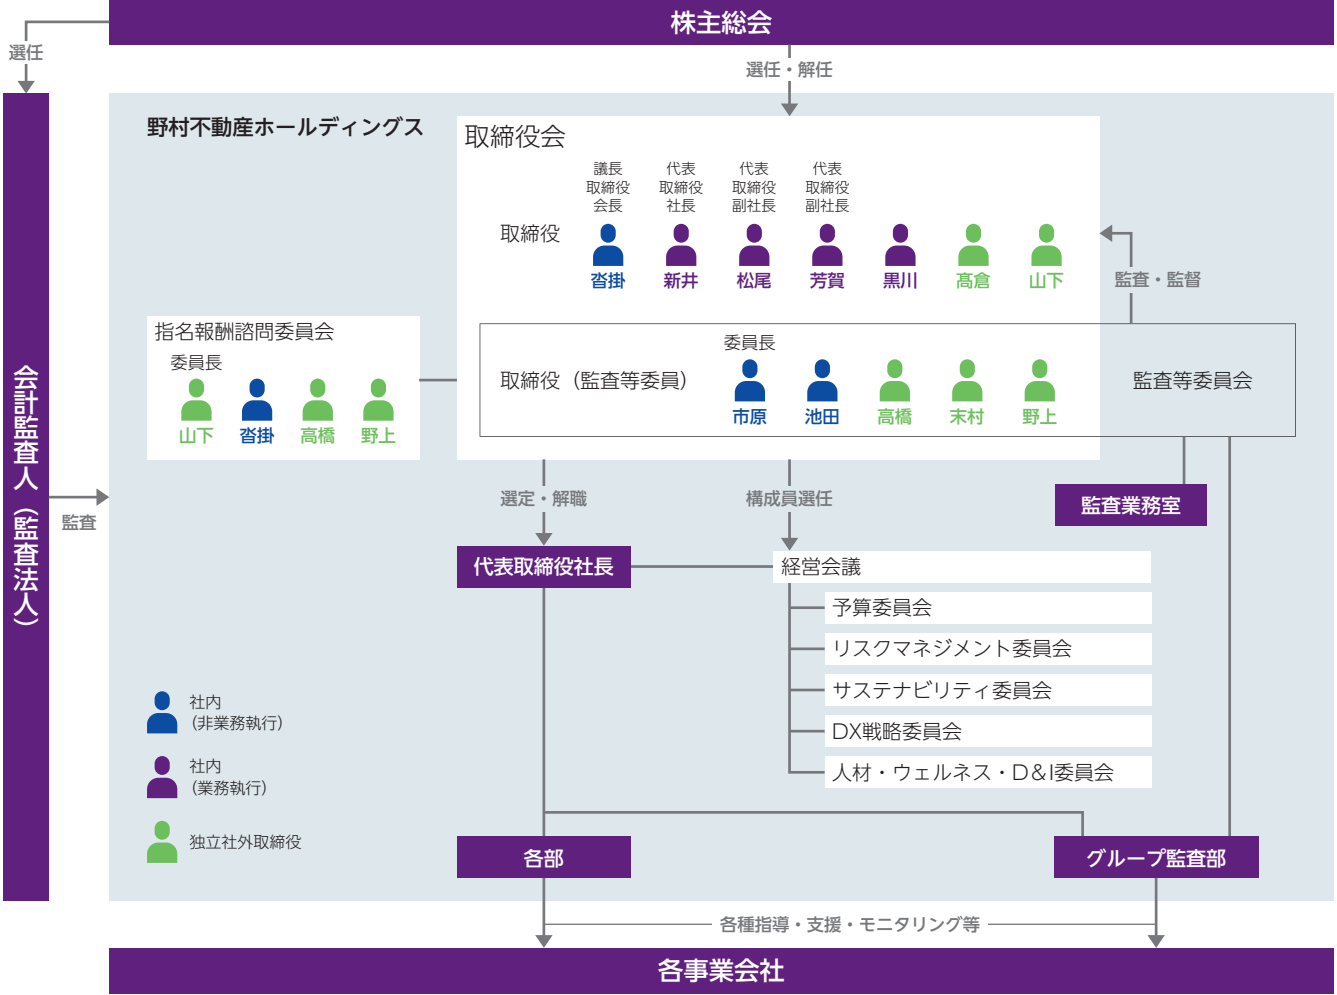 株主総会
選任
選任・解任
野村不動産ホールディングス
取締役会
議長
取締役
会長
代表
取締役
社長
代表
取締役
副社長
代表
取締役
副社長
取締役
沓掛
新井
松尾
芳賀
黒川
髙倉
山下
監査・監督
指名報酬諮問委員会
委員長
山下
沓掛
高橋
野上
委員長
取締役（監査等委員）
市原
池田
高橋
末村
野上
監査等委員会
会計監査人（監査法人）
監査
選定・解職
構成員選任
監査業務室
代表取締役社長
経営会議
予算委員会
リスクマネジメント委員会
サステナビリティ委員会
DX戦略委員会
人材・ウェルネス・D＆I委員会
社内
（非業務執行）
社内
（業務執行）
独立社外取締役
各部
グループ監査部
各種指導・支援・モニタリング等
各事業会社